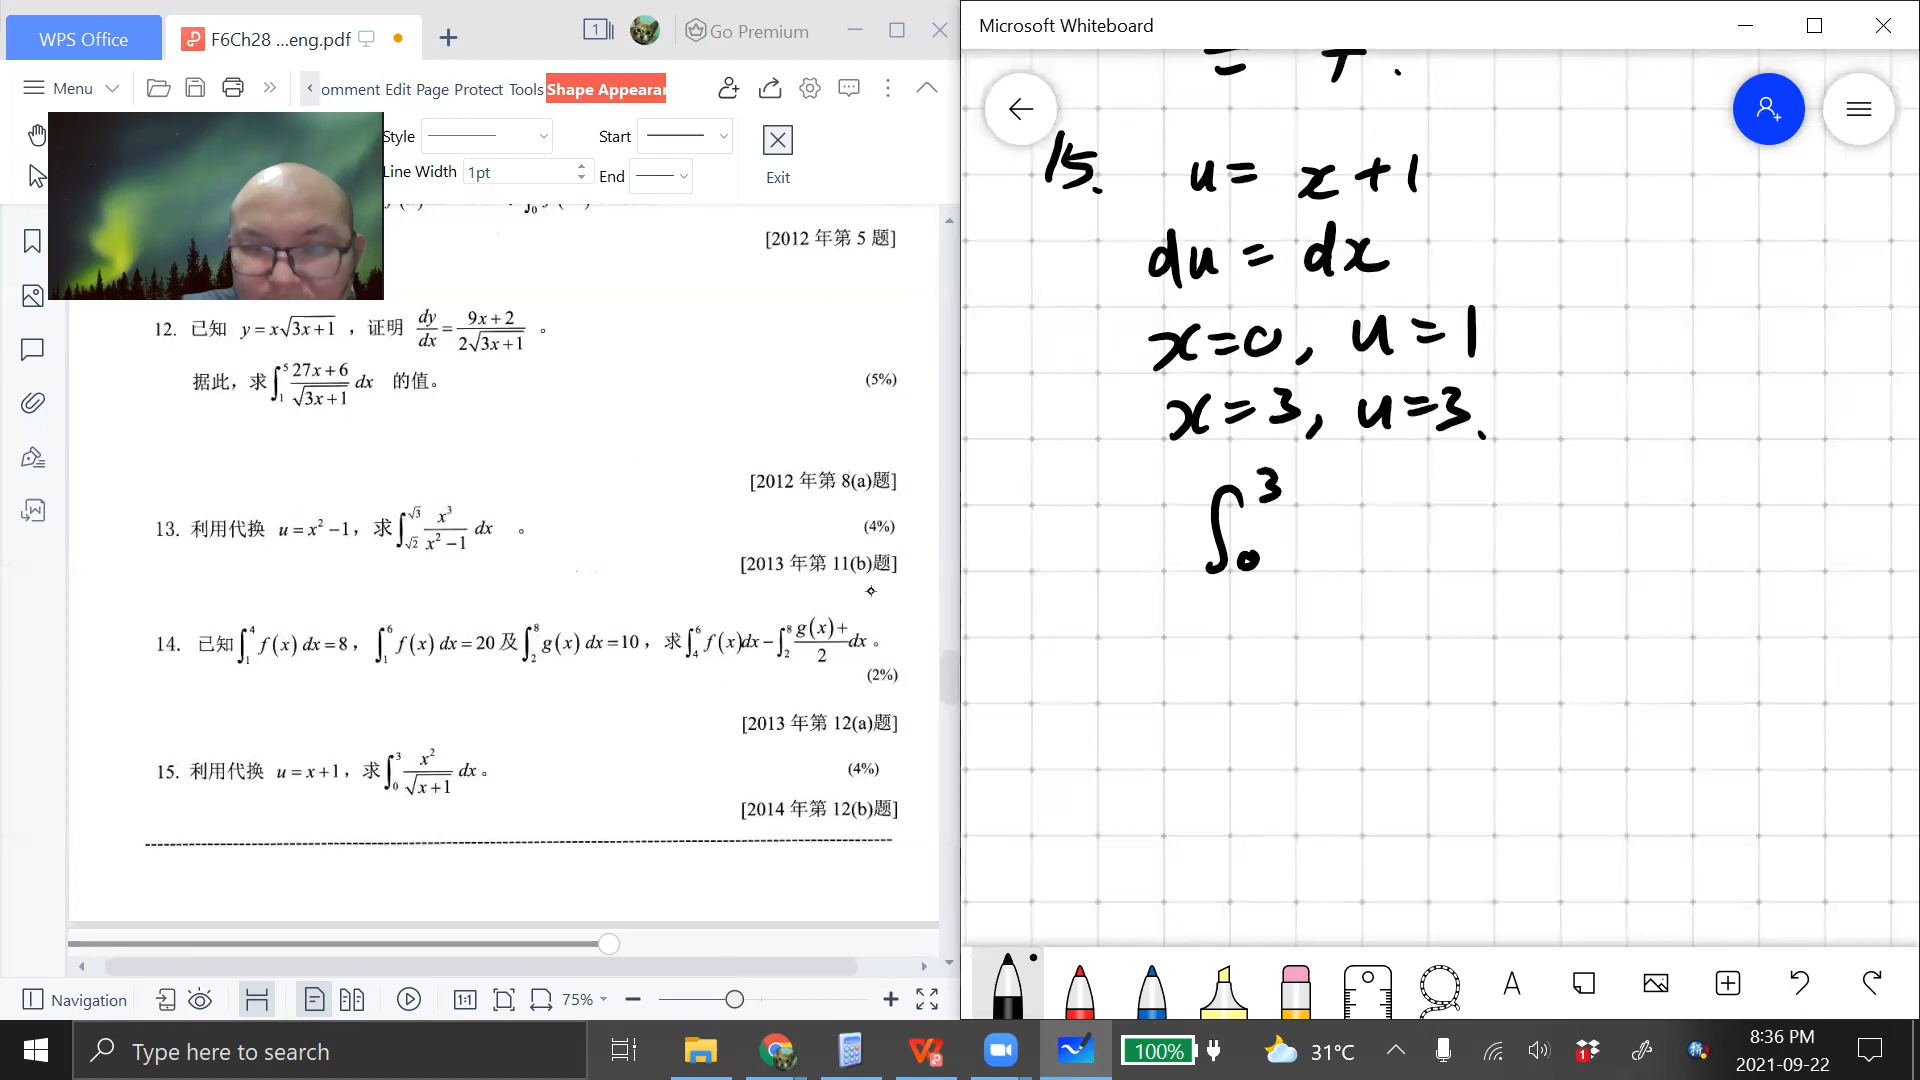 WPS Office
F6Ch28 ...eng.pdf
1
Go Premium
Microsoft Whiteboard
Menu
omment Edit Page Protect Tools Shape Appearar
Style
Start
Line Width 1pt
End
Exit
[2012 年第 5 题]
12. 已知 y = x√(3x+1) ，证明 dy/dx = (9x+2)/(2√(3x+1)) 。
据此，求 ∫₁⁵ (27x+6)/√(3x+1) dx 的值。 (5%)
[2012 年第 8(a)题]
13. 利用代换 u = x² −1，求 ∫_√2^√3 x³/(x² −1) dx 。 (4%)
[2013 年第 11(b)题]
14. 已知 ∫₁⁴ f(x) dx = 8，∫₁⁶ f(x) dx = 20 及 ∫₂⁸ g(x) dx = 10，求 ∫₄⁶ f(x)dx − ∫₂⁸ (g(x)+)/2 dx 。
(2%)
[2013 年第 12(a)题]
15. 利用代换 u = x+1，求 ∫₀³ x²/√(x+1) dx 。 (4%)
[2014 年第 12(b)题]
15. u = x+1
du = dx
x=0, u=1
x=3, u=3.
∫₀³
Navigation
1:1
75%
A
Type here to search
100%
31°C
1
8:36 PM
2021-09-22